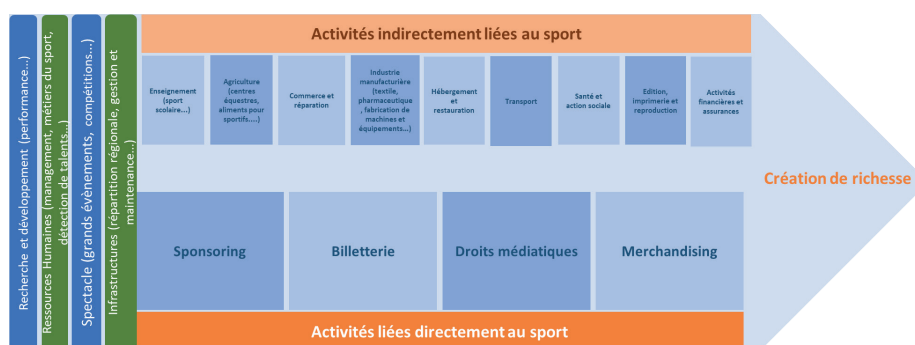 Recherche et développement (performance...)
Ressources Humaines (management, métiers du sport,
détection de talents...)
Spectacle (grands évènements, compétitions...)
Infrastructures (répartition régionale, gestion et
maintenance...)
Activités indirectement liées au sport
Enseignement
(sport
scolaire...)
Agriculture
(centres
équestres,
aliments pour
sportifs....)
Commerce et
réparation
Industrie
manufacturière
(textile,
pharmaceutique
, fabrication de
machines et
équipements...)
Hébergement
et
restauration
Transport
Santé et
action sociale
Edition,
imprimerie et
reproduction
Activités
financières et
assurances
Création de richesse
Sponsoring
Billetterie
Droits médiatiques
Merchandising
Activités liées directement au sport